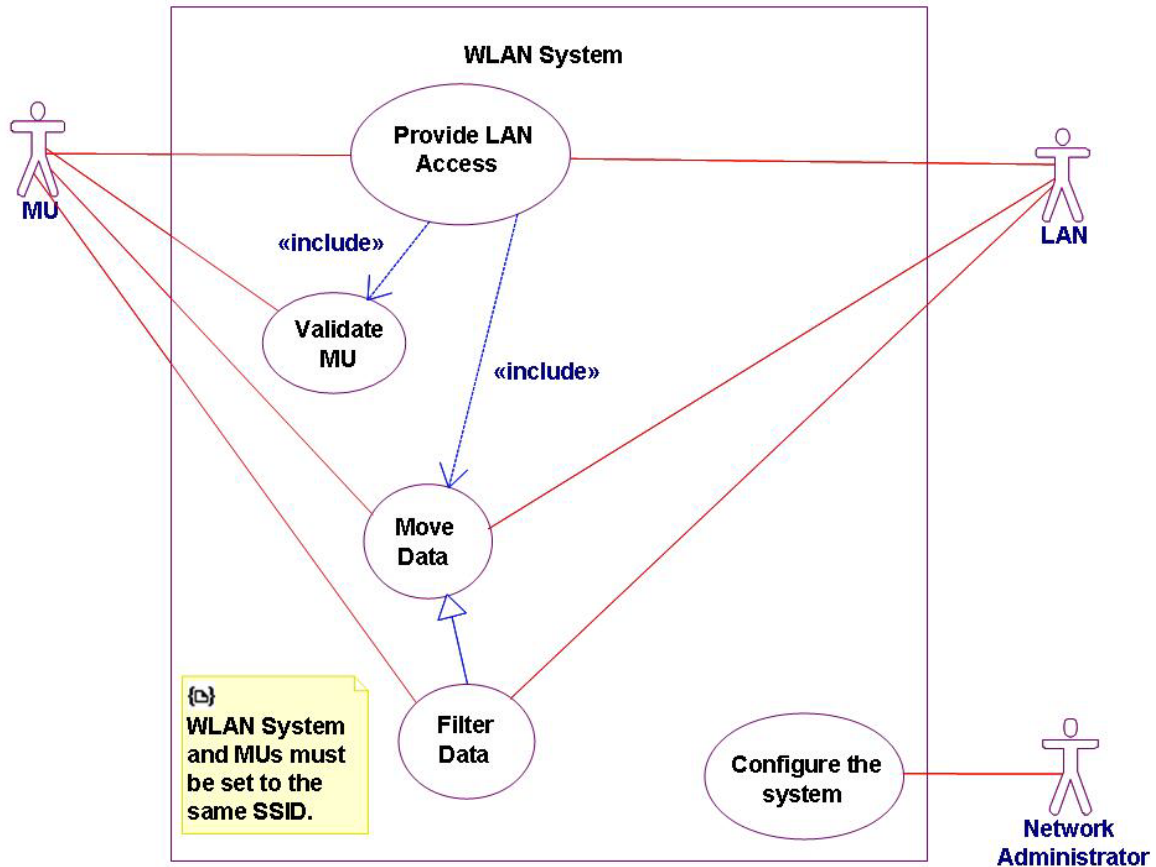 WLAN System
Provide LAN
Access
MU
LAN
«include»
Validate
MU
«include»
Move
Data
WLAN System
and MUs must
be set to the
same SSID.
Filter
Data
Configure the
system
Network
Administrator